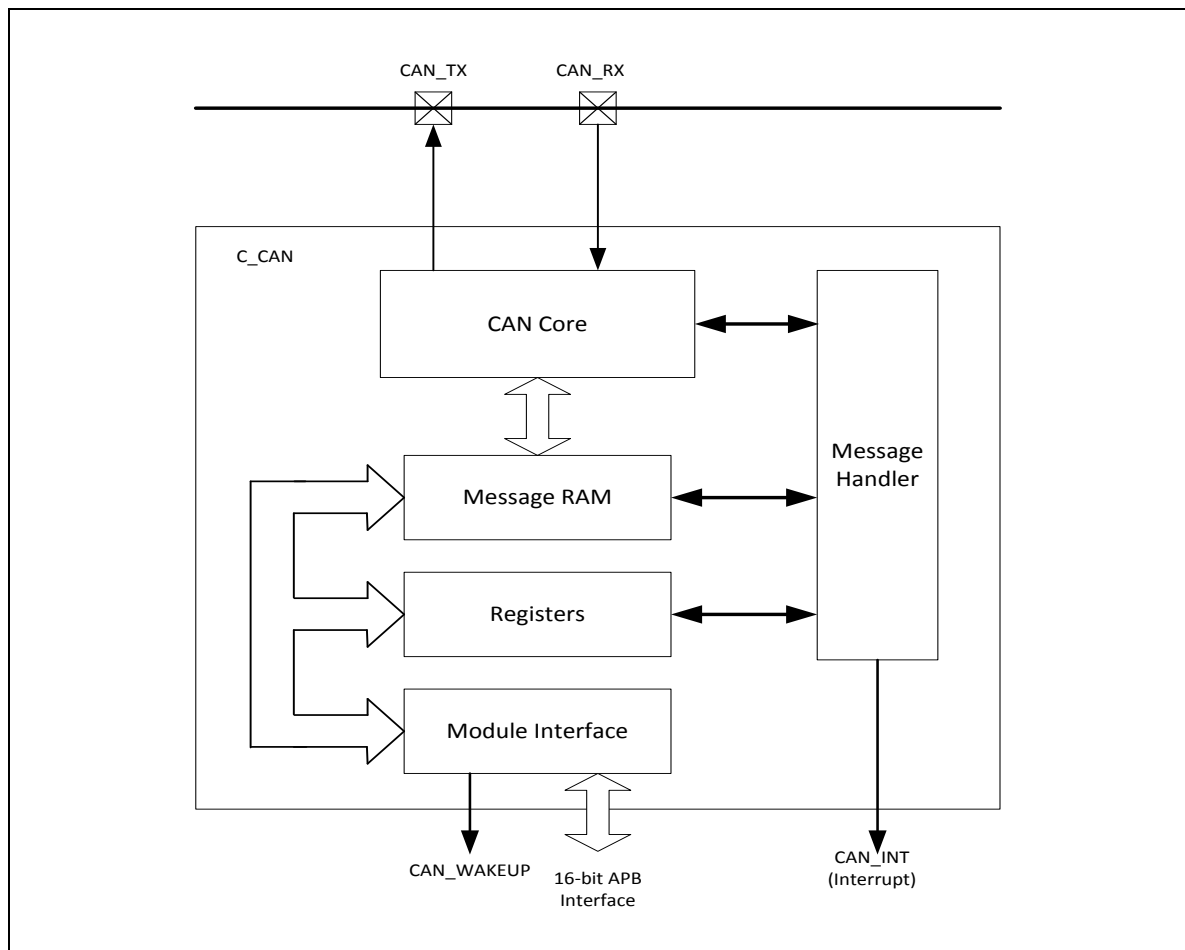 CAN_TX
CAN_RX
C_CAN
CAN Core
Message
Handler
Message RAM
Registers
Module Interface
CAN_WAKEUP
16-bit APB
Interface
CAN_INT
(Interrupt)